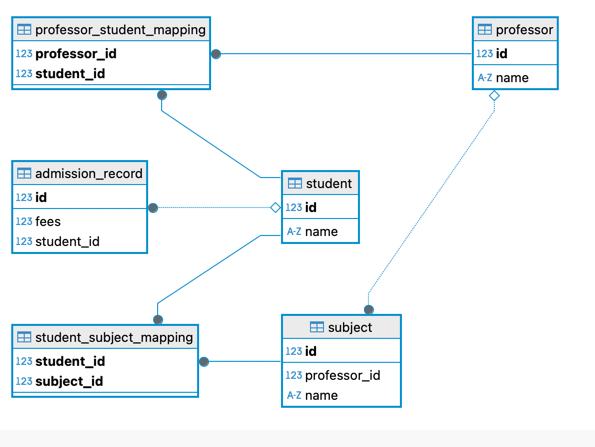 professor_student_mapping
123 professor_id
123 student_id
professor
123 id
A-Z name
admission_record
123 id
123 fees
123 student_id
student
123 id
A-Z name
student_subject_mapping
123 student_id
123 subject_id
subject
123 id
123 professor_id
A-Z name